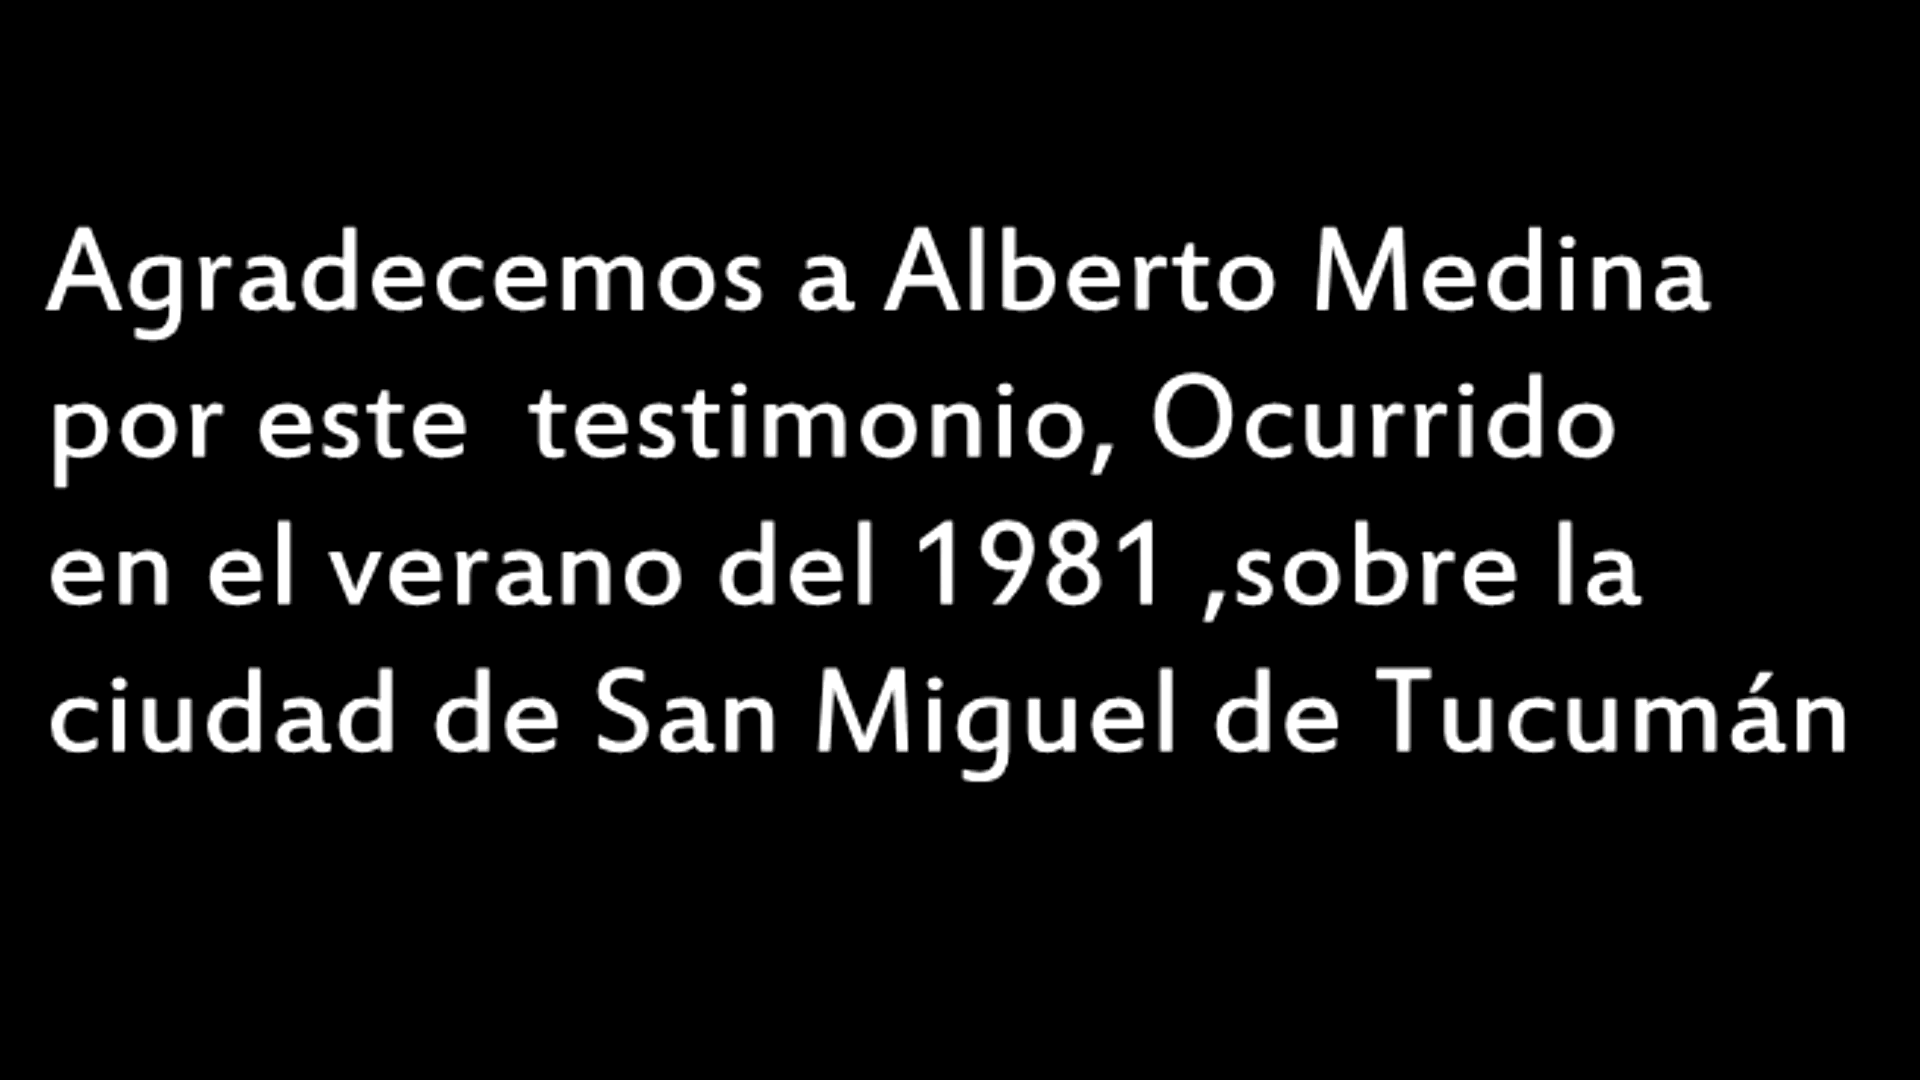 Agradecemos a Alberto Medina
por este  testimonio, Ocurrido
en el verano del 1981 ,sobre la
ciudad de San Miguel de Tucumán